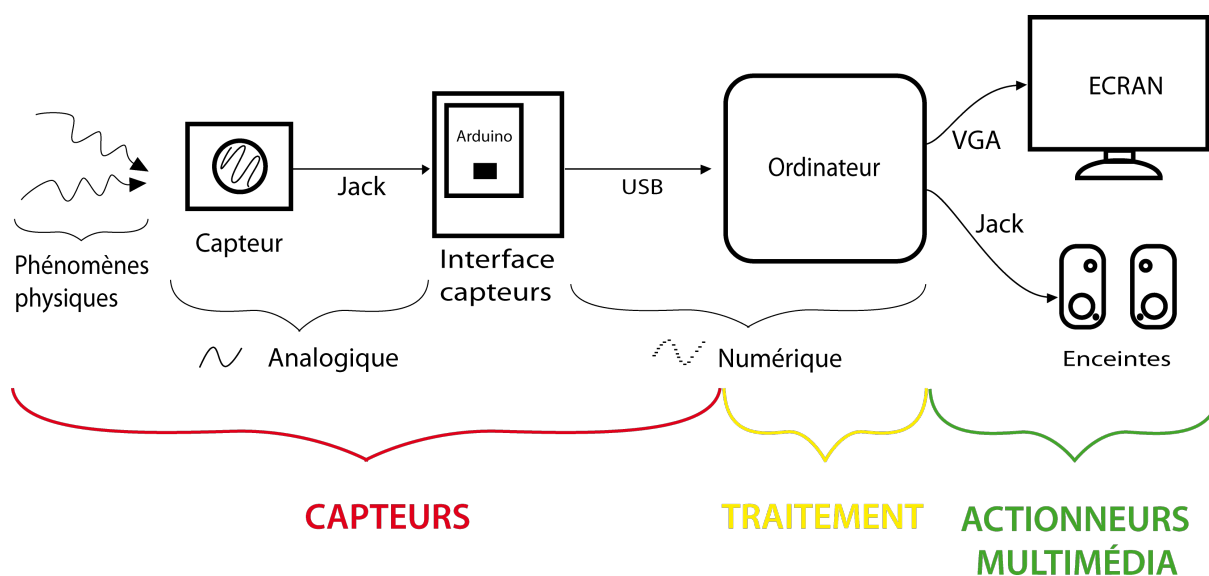 ECRAN
Arduino
VGA
Ordinateur
Jack
USB
Jack
Capteur
Interface
capteurs
Phénomènes
physiques
Analogique
Numérique
Enceintes
CAPTEURS
TRAITEMENT
ACTIONNEURS
MULTIMÉDIA